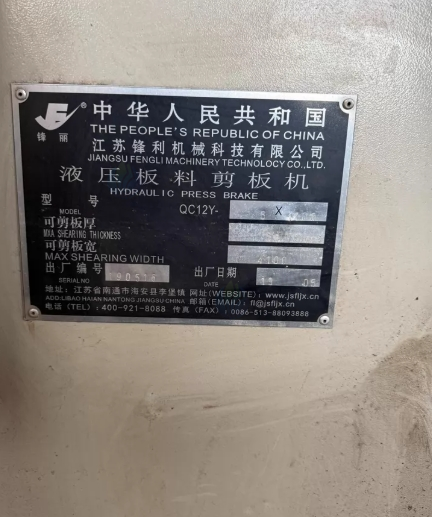 锋丽 ®
中华人民共和国
THE PEOPLE'S REPUBLIC OF CHINA
江苏锋利机械科技有限公司
JIANGSU FENGLI MACHINERY TECHNOLOGY CO.,LTD.
液压板料剪板机
HYDRAULIC PRESS BRAKE
型号 QC12Y- X
MODEL
可剪板厚
MXA SHEARING THICKNESS
可剪板宽
MAX SHEARING WIDTH
出厂编号 出厂日期
SERIAL NO DATE
地址：江苏省南通市海安县李堡镇 网址(WEBSITE)：www.jsfljx.cn
ADD:LIBAO HAIAN NANTONG JIANGSU CHINA 邮箱(EMAIL)：fl@jsfljx.cn
电话（TEL）：400-921-8088 传真（FAX）：0086-513-88093888